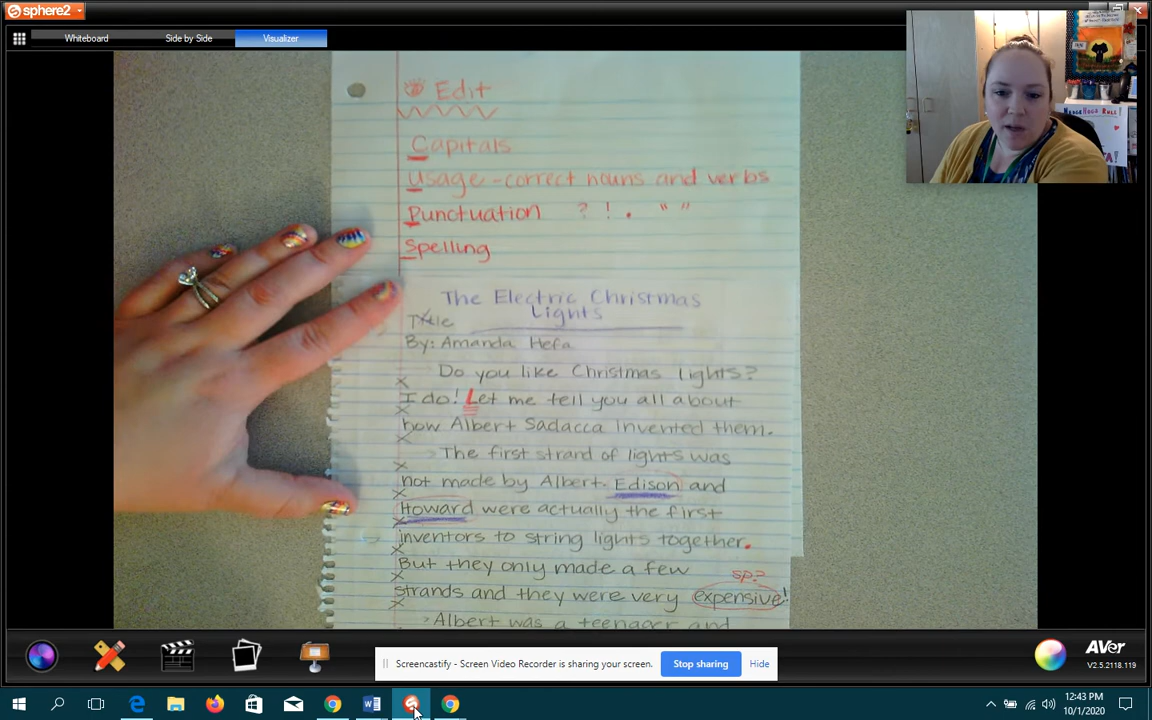 sphere2
Whiteboard
Side by Side
Visualizer
Edit
Capitals
Usage - correct nouns and verbs
Punctuation ? ! . " "
Spelling
The Electric Christmas
Lights
Title
By: Amanda Hefa
Do you like Christmas lights?
I do! Let me tell you all about
how Albert Sadacca invented them.
The first strand of lights was
not made by Albert. Edison and
Howard were actually the first
inventors to string lights together.
But they only made a few
sp?
strands and they were very expensive!
Albert was a teenager and
Screencastify - Screen Video Recorder is sharing your screen.
Stop sharing
Hide
AVer
V2.5.2118.119
12:43 PM
10/1/2020